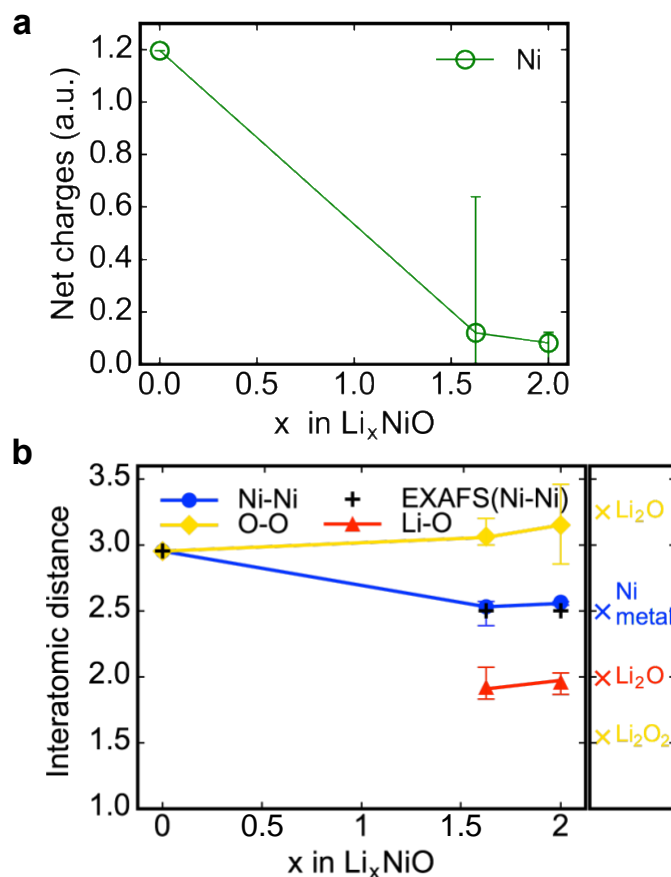 a
Net charges (a.u.)
1.2
1.0
0.8
0.6
0.4
0.2
0.0
Ni
0.0 0.5 1.0 1.5 2.0
x in LiₓNiO
b
Interatomic distance
3.5
3.0
2.5
2.0
1.5
1.0
Ni-Ni EXAFS(Ni-Ni)
O-O Li-O
Li₂O
Ni
metal
Li₂O
Li₂O₂
0 0.5 1 1.5 2
x in LiₓNiO